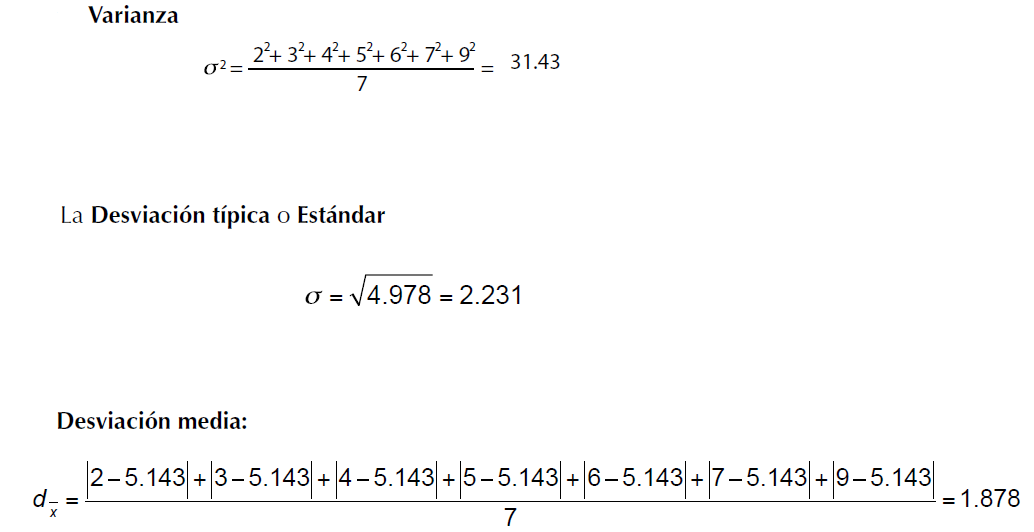 Varianza
σ² = (2²+ 3²+ 4²+ 5²+ 6²+ 7²+ 9²) / 7 = 31.43
La Desviación típica o Estándar
σ = √4.978 = 2.231
Desviación media:
d_x̄ = (|2 − 5.143| + |3 − 5.143| + |4 − 5.143| + |5 − 5.143| + |6 − 5.143| + |7 − 5.143| + |9 − 5.143|) / 7 = 1.878